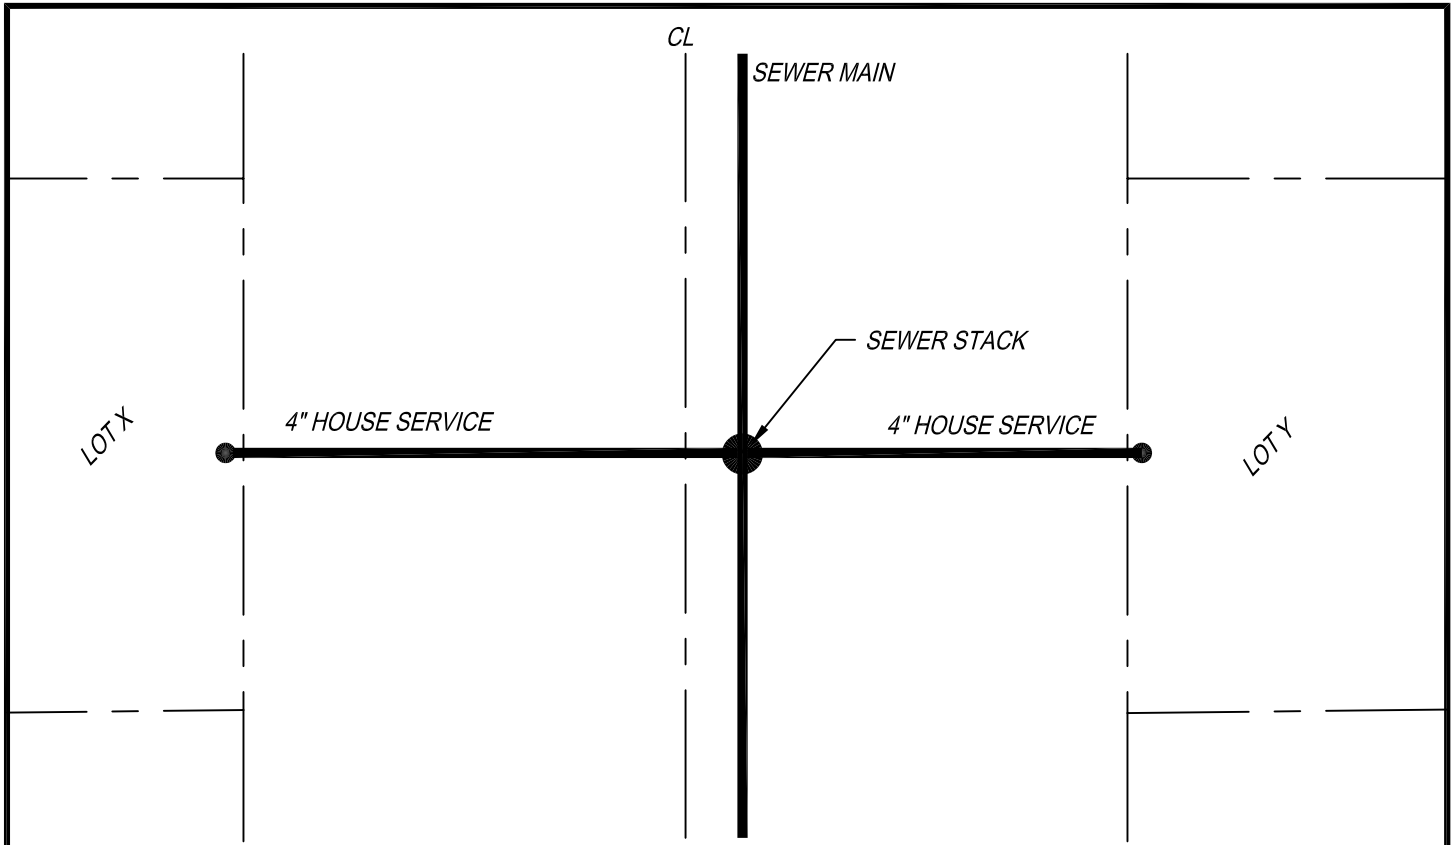 CL
SEWER MAIN
SEWER STACK
4" HOUSE SERVICE
4" HOUSE SERVICE
LOT X
LOT Y